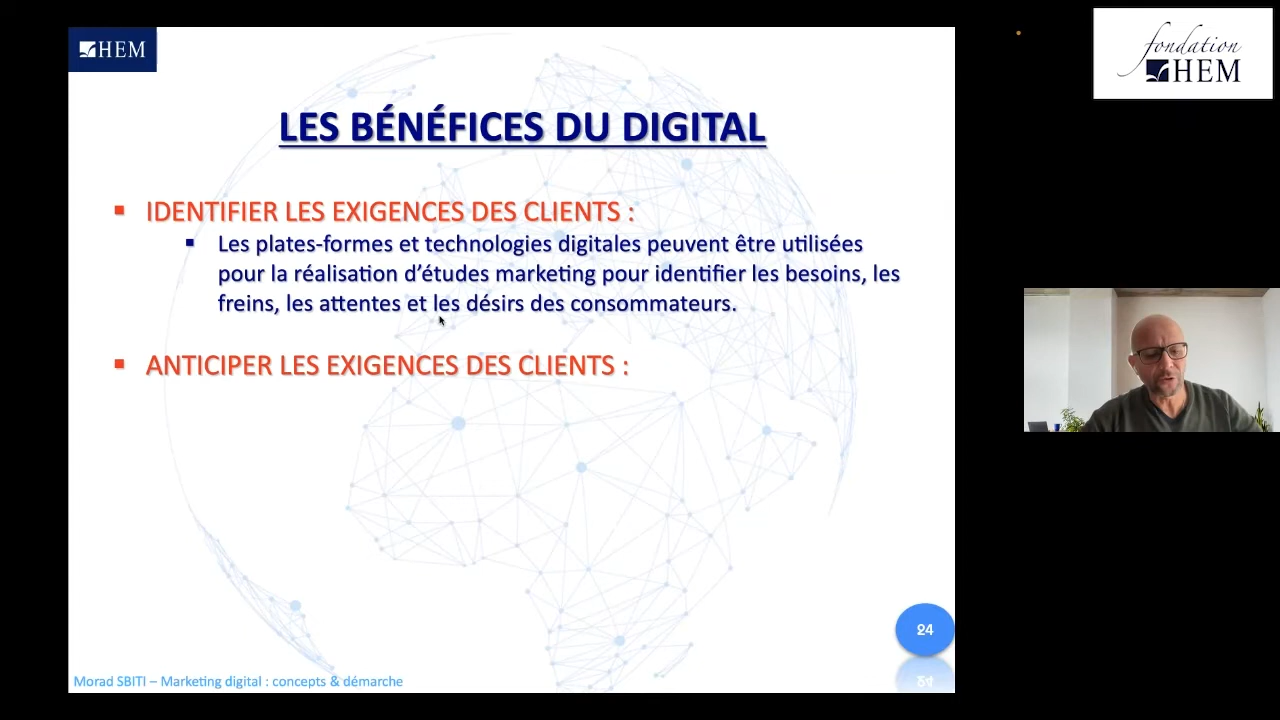 HEM
fondation
HEM
LES BÉNÉFICES DU DIGITAL
IDENTIFIER LES EXIGENCES DES CLIENTS :
Les plates-formes et technologies digitales peuvent être utilisées
pour la réalisation d'études marketing pour identifier les besoins, les
freins, les attentes et les désirs des consommateurs.
ANTICIPER LES EXIGENCES DES CLIENTS :
24
Morad SBITI – Marketing digital : concepts & démarche